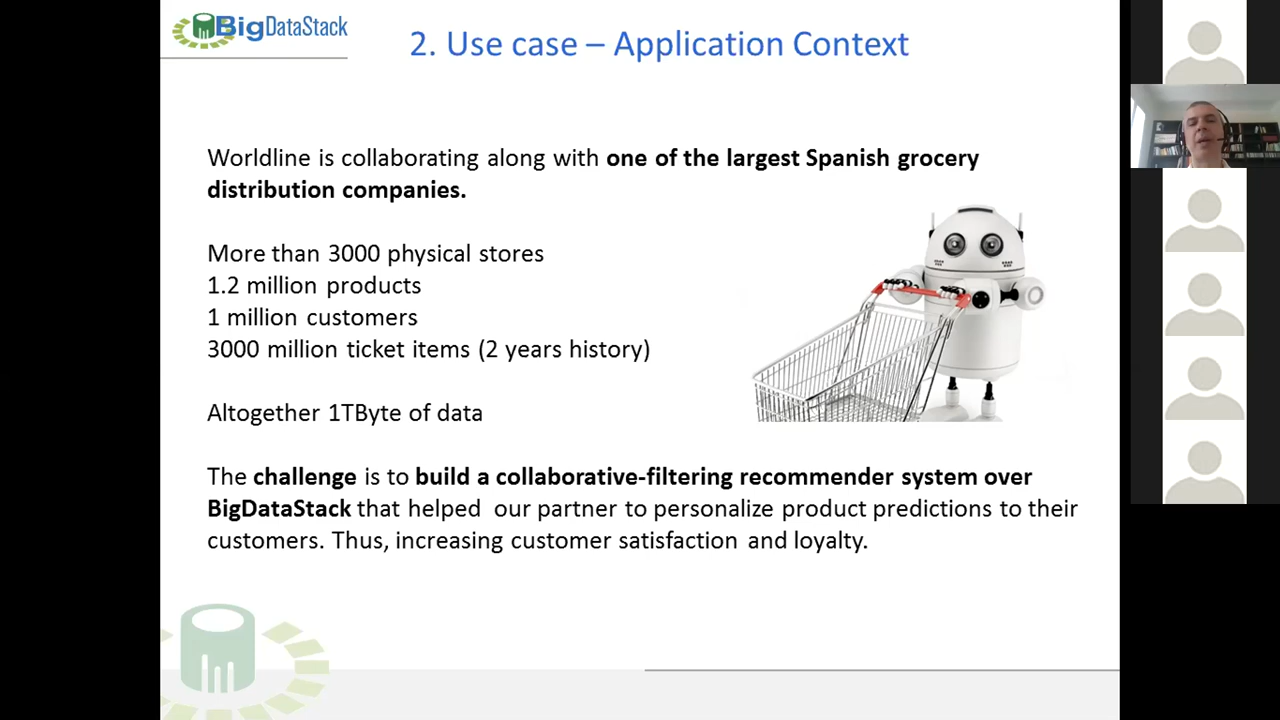 BigDataStack
2. Use case – Application Context
Worldline is collaborating along with one of the largest Spanish grocery
distribution companies.
More than 3000 physical stores
1.2 million products
1 million customers
3000 million ticket items (2 years history)
Altogether 1TByte of data
The challenge is to build a collaborative-filtering recommender system over
BigDataStack that helped our partner to personalize product predictions to their
customers. Thus, increasing customer satisfaction and loyalty.